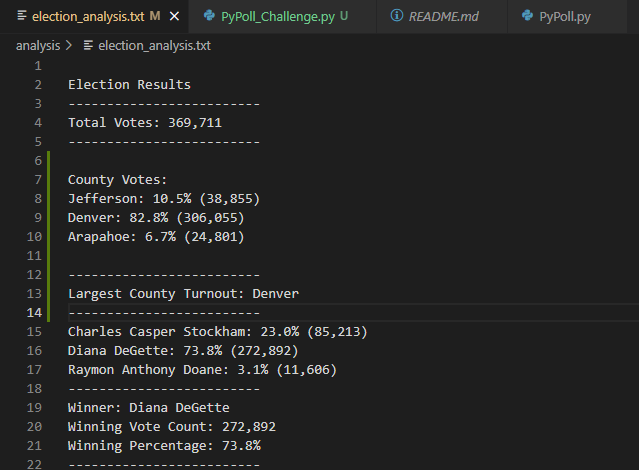 election_analysis.txt M PyPoll_Challenge.py U README.md PyPoll.py
analysis > election_analysis.txt
1
2 Election Results
3 -------------------------
4 Total Votes: 369,711
5 -------------------------
6
7 County Votes:
8 Jefferson: 10.5% (38,855)
9 Denver: 82.8% (306,055)
10 Arapahoe: 6.7% (24,801)
11
12 -------------------------
13 Largest County Turnout: Denver
14 -------------------------
15 Charles Casper Stockham: 23.0% (85,213)
16 Diana DeGette: 73.8% (272,892)
17 Raymon Anthony Doane: 3.1% (11,606)
18 -------------------------
19 Winner: Diana DeGette
20 Winning Vote Count: 272,892
21 Winning Percentage: 73.8%
22 -------------------------